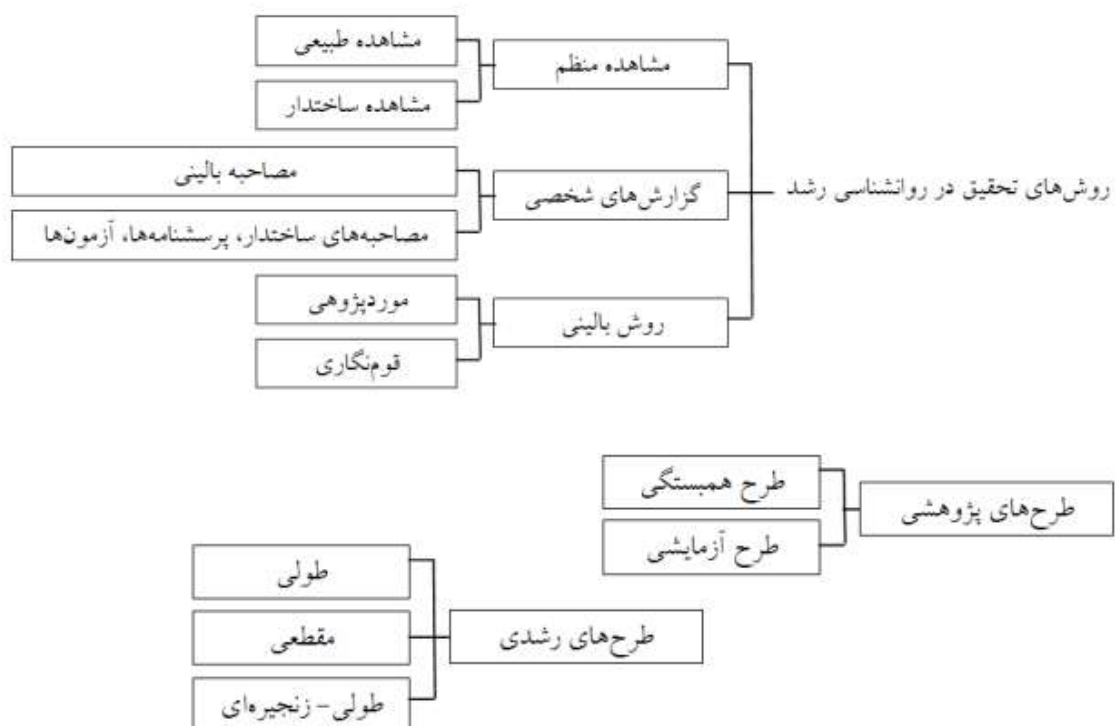 روش‌های تحقیق در روانشناسی رشد
مشاهده منظم
مشاهده طبیعی
مشاهده ساختدار
گزارش‌های شخصی
مصاحبه بالینی
مصاحبه‌های ساختدار، پرسشنامه‌ها، آزمون‌ها
روش بالینی
موردپژوهی
قوم‌نگاری
طرح‌های پژوهشی
طرح همبستگی
طرح آزمایشی
طرح‌های رشدی
طولی
مقطعی
طولی- زنجیره‌ای